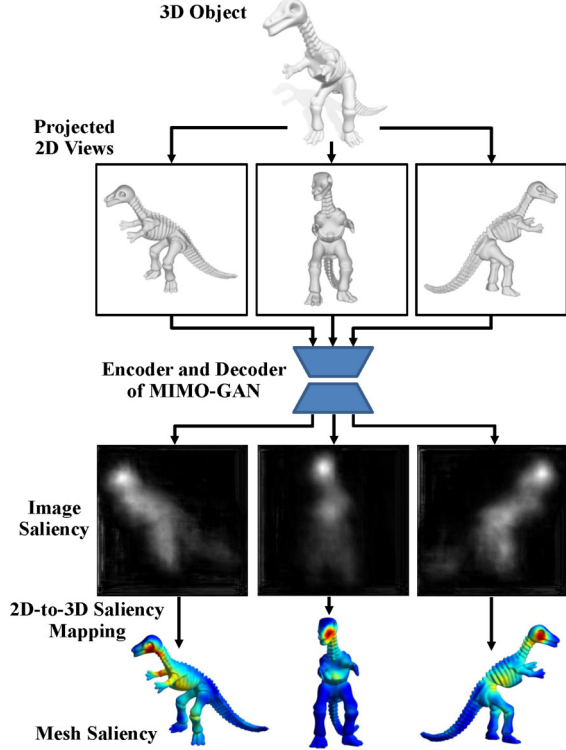 3D Object
Projected
2D Views
Encoder and Decoder
of MIMO-GAN
Image
Saliency
2D-to-3D Saliency
Mapping
Mesh Saliency